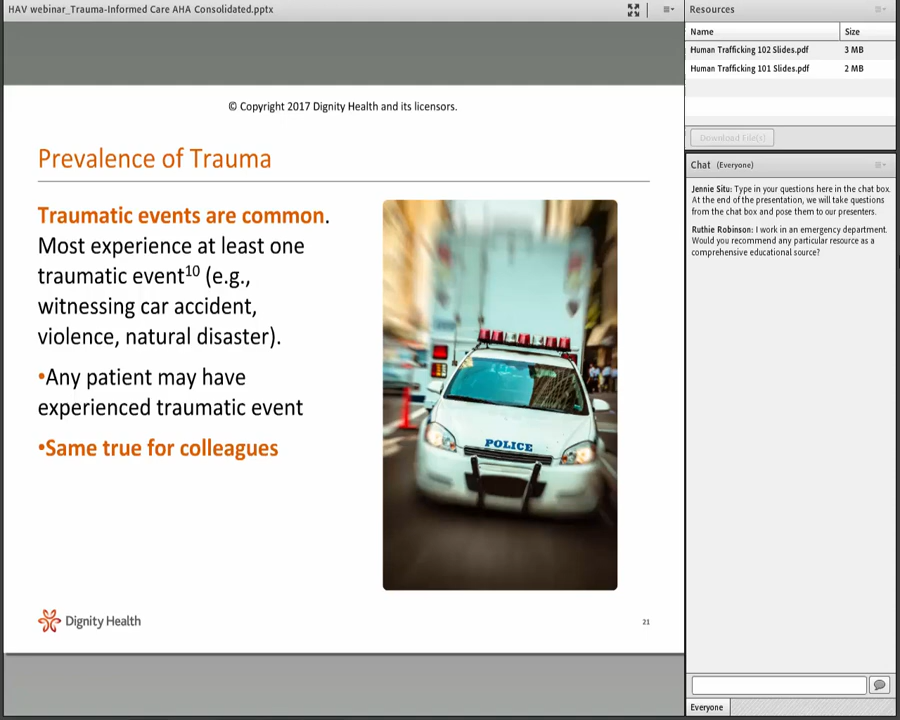 HAV webinar_Trauma-Informed Care AHA Consolidated.pptx
© Copyright 2017 Dignity Health and its licensors.
Prevalence of Trauma
Traumatic events are common.
Most experience at least one
traumatic event10 (e.g.,
witnessing car accident,
violence, natural disaster).
•Any patient may have
experienced traumatic event
•Same true for colleagues
POLICE
Dignity Health
21
Resources
Name Size
Human Trafficking 102 Slides.pdf 3 MB
Human Trafficking 101 Slides.pdf 2 MB
Download File(s)
Chat (Everyone)
Jennie Situ: Type in your questions here in the chat box.
At the end of the presentation, we will take questions
from the chat box and pose them to our presenters.
Ruthie Robinson: I work in an emergency department.
Would you recommend any particular resource as a
comprehensive educational source?
Everyone